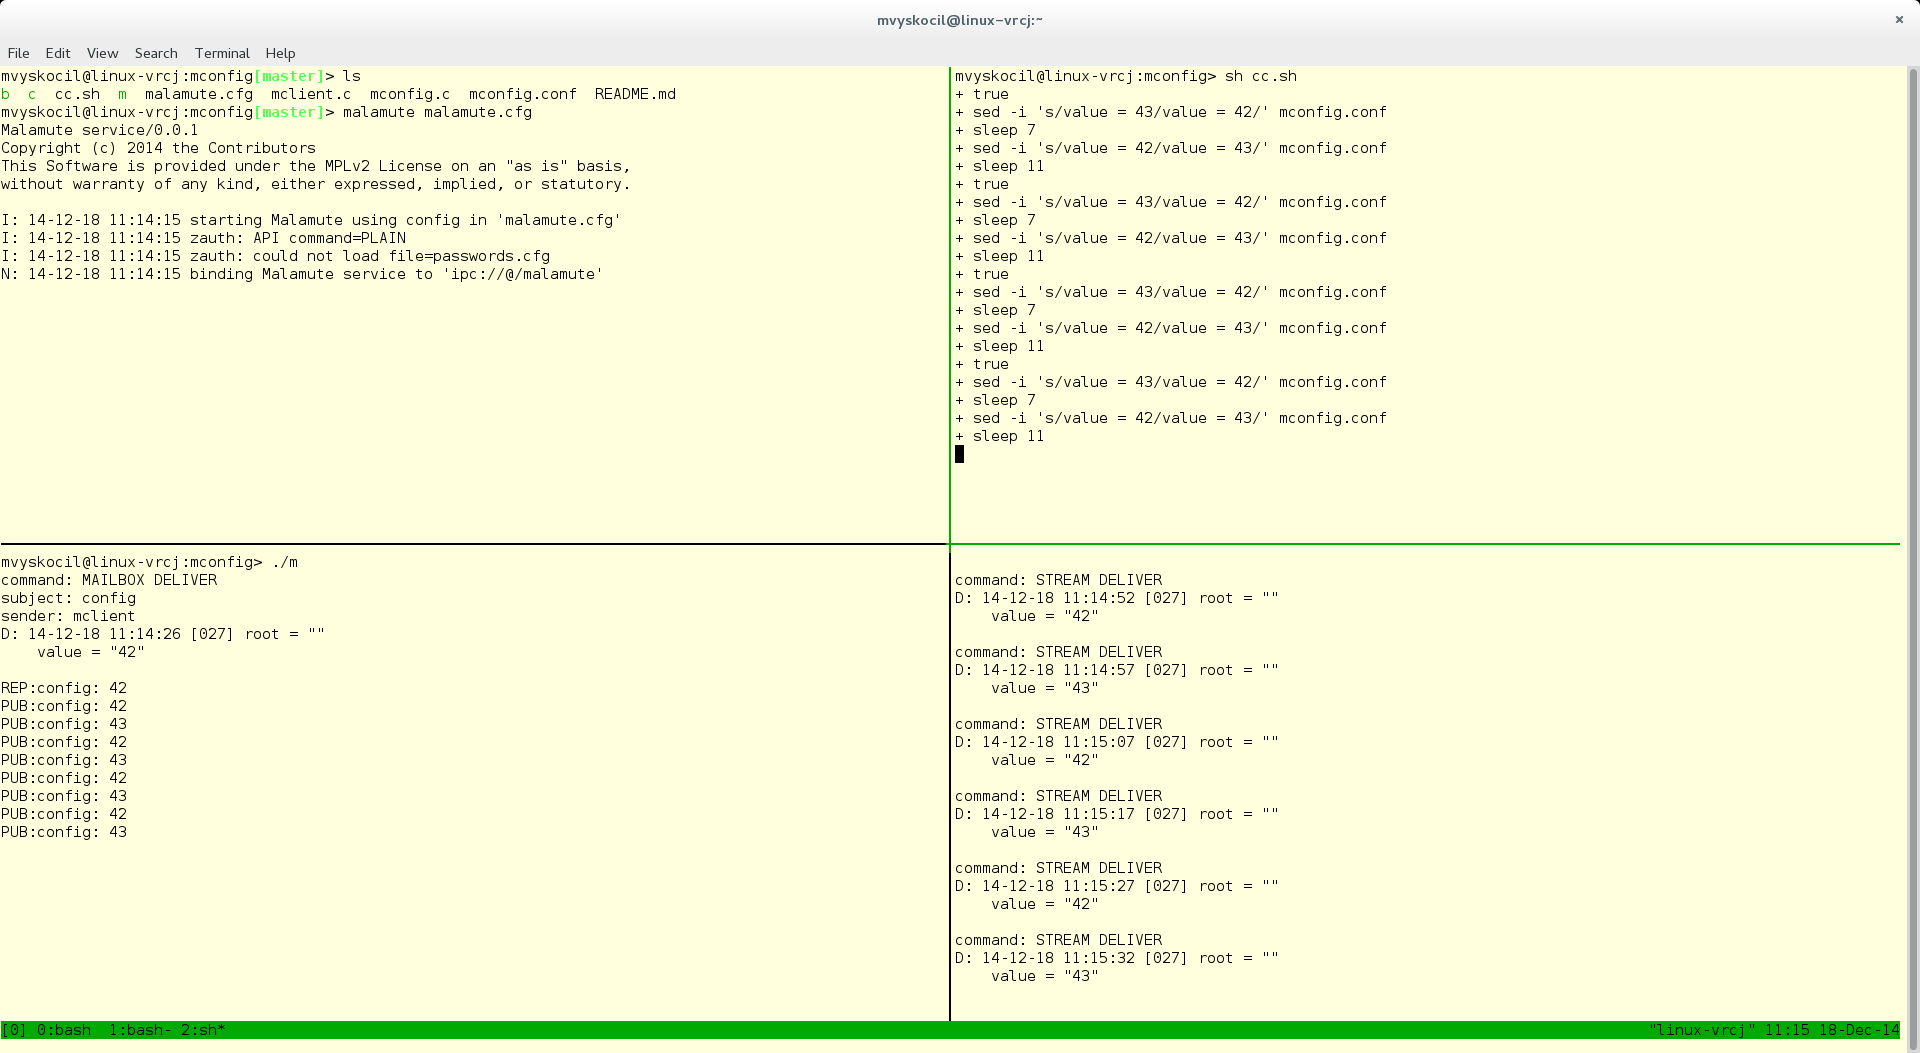 mvyskocil@linux-vrcj:~
×
File Edit View Search Terminal Help
mvyskocil@linux-vrcj:mconfig[master]> ls
b  c  cc.sh  m  malamute.cfg  mclient.c  mconfig.c  mconfig.conf  README.md
mvyskocil@linux-vrcj:mconfig[master]> malamute malamute.cfg
Malamute service/0.0.1
Copyright (c) 2014 the Contributors
This Software is provided under the MPLv2 License on an "as is" basis,
without warranty of any kind, either expressed, implied, or statutory.
I: 14-12-18 11:14:15 starting Malamute using config in 'malamute.cfg'
I: 14-12-18 11:14:15 zauth: API command=PLAIN
I: 14-12-18 11:14:15 zauth: could not load file=passwords.cfg
N: 14-12-18 11:14:15 binding Malamute service to 'ipc://@/malamute'
mvyskocil@linux-vrcj:mconfig> sh cc.sh
+ true
+ sed -i 's/value = 43/value = 42/' mconfig.conf
+ sleep 7
+ sed -i 's/value = 42/value = 43/' mconfig.conf
+ sleep 11
+ true
+ sed -i 's/value = 43/value = 42/' mconfig.conf
+ sleep 7
+ sed -i 's/value = 42/value = 43/' mconfig.conf
+ sleep 11
+ true
+ sed -i 's/value = 43/value = 42/' mconfig.conf
+ sleep 7
+ sed -i 's/value = 42/value = 43/' mconfig.conf
+ sleep 11
+ true
+ sed -i 's/value = 43/value = 42/' mconfig.conf
+ sleep 7
+ sed -i 's/value = 42/value = 43/' mconfig.conf
+ sleep 11
mvyskocil@linux-vrcj:mconfig> ./m
command: MAILBOX DELIVER
subject: config
sender: mclient
D: 14-12-18 11:14:26 [027] root = ""
    value = "42"
REP:config: 42
PUB:config: 42
PUB:config: 43
PUB:config: 42
PUB:config: 43
PUB:config: 42
PUB:config: 43
PUB:config: 42
PUB:config: 43
command: STREAM DELIVER
D: 14-12-18 11:14:52 [027] root = ""
    value = "42"
command: STREAM DELIVER
D: 14-12-18 11:14:57 [027] root = ""
    value = "43"
command: STREAM DELIVER
D: 14-12-18 11:15:07 [027] root = ""
    value = "42"
command: STREAM DELIVER
D: 14-12-18 11:15:17 [027] root = ""
    value = "43"
command: STREAM DELIVER
D: 14-12-18 11:15:27 [027] root = ""
    value = "42"
command: STREAM DELIVER
D: 14-12-18 11:15:32 [027] root = ""
    value = "43"
[0] 0:bash  1:bash- 2:sh*
"linux-vrcj" 11:15 18-Dec-14